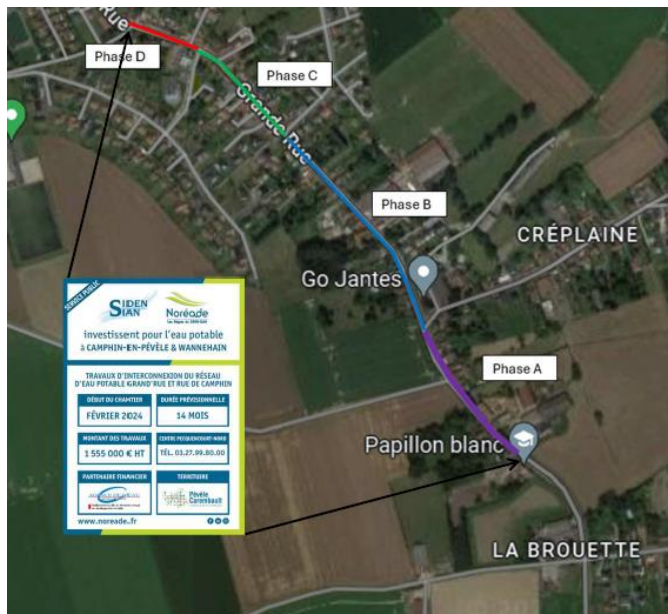 Rue
Phase D
Phase C
Grande Rue
Phase B
CRÉPLAINE
Go Jantes
Phase A
Papillon blanc
LA BROUETTE
SERVICE PUBLIC
SIDEN
SIAN
Noréade
investissent pour l'eau potable
à CAMPHIN-EN-PÉVÈLE & WANNEHAIN
TRAVAUX D'INTERCONNEXION DU RÉSEAU
D'EAU POTABLE GRAND'RUE ET RUE DE CAMPHIN
DÉBUT DU CHANTIER
DURÉE PRÉVISIONNELLE
FÉVRIER 2024
14 MOIS
MONTANT DES TRAVAUX
CENTRE PECQUENCOURT-NORD
1 555 000 € HT
TÉL. 03.27.99.80.00
PARTENAIRE FINANCIER
TERRITOIRE
Pévèle
Carembault
www.noreade.fr